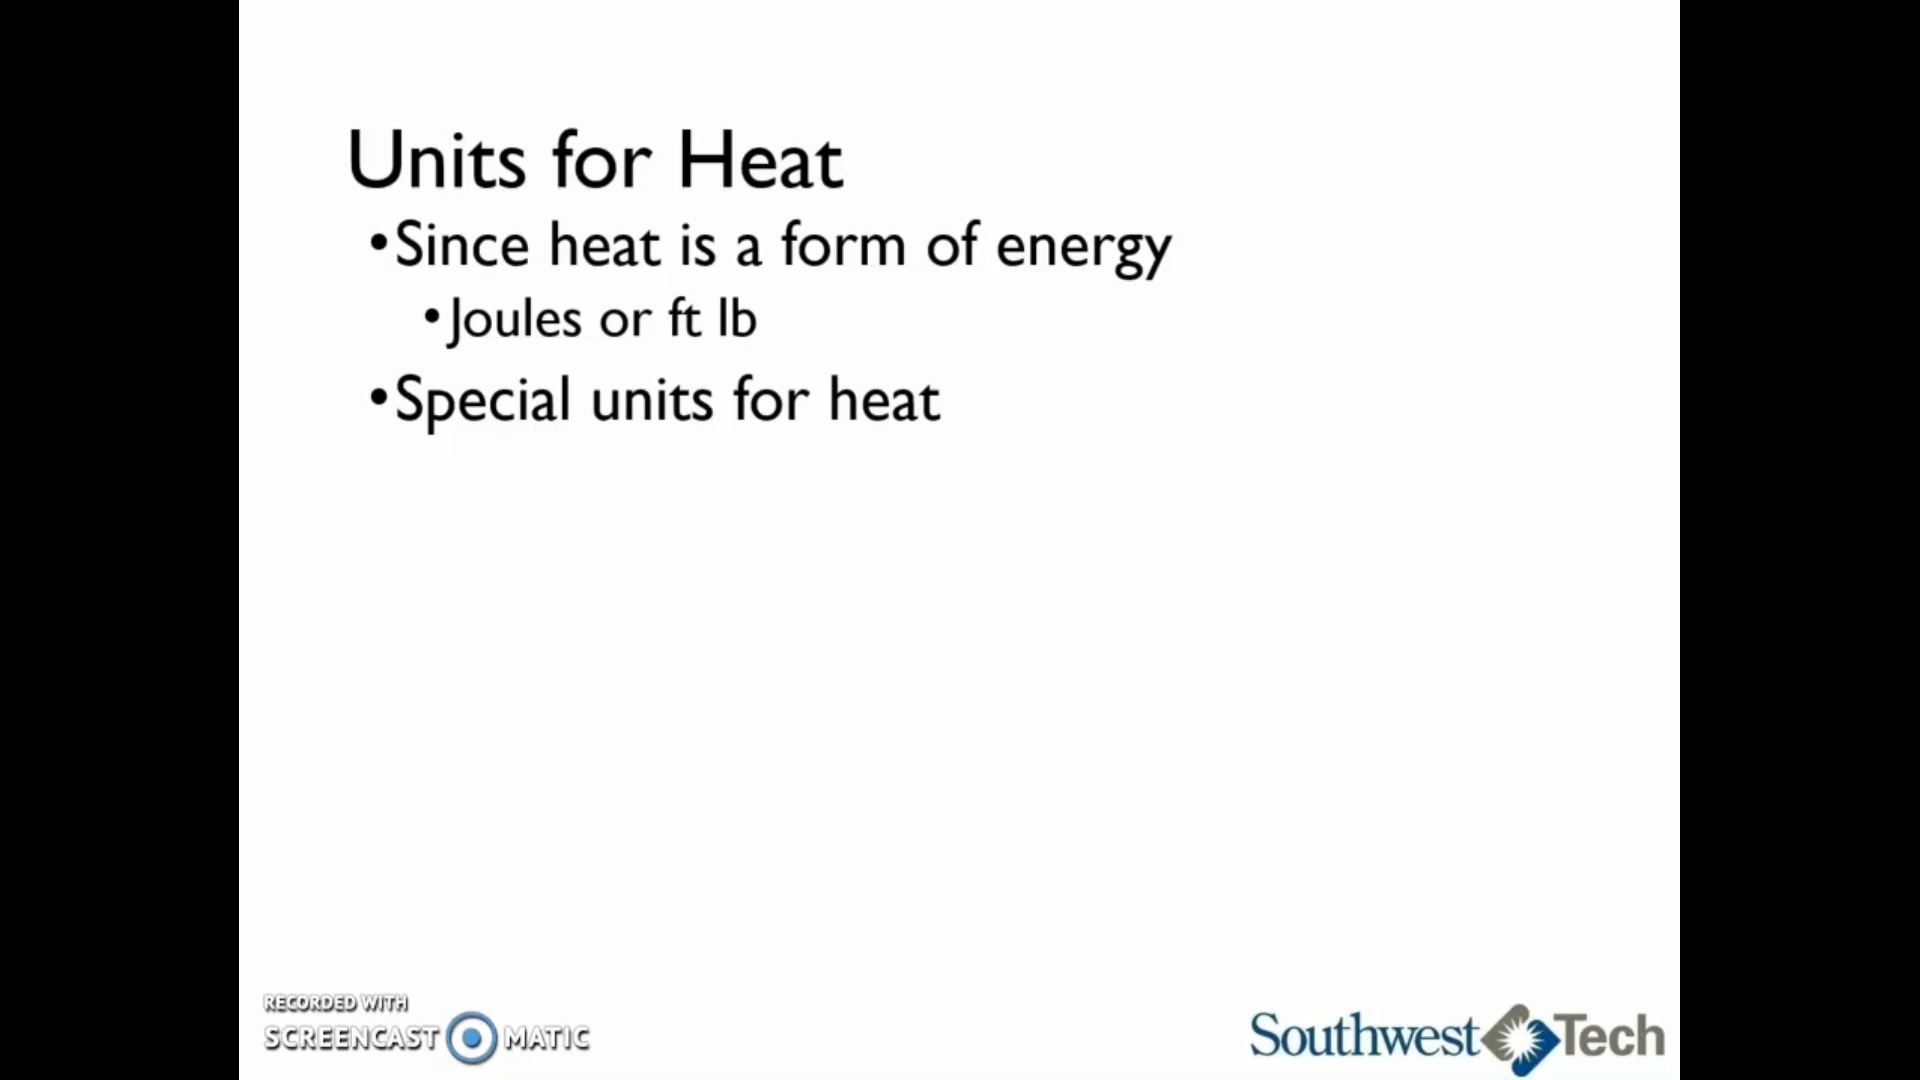 Units for Heat
•Since heat is a form of energy
•Joules or ft lb
•Special units for heat
RECORDED WITH
SCREENCAST MATIC
Southwest Tech